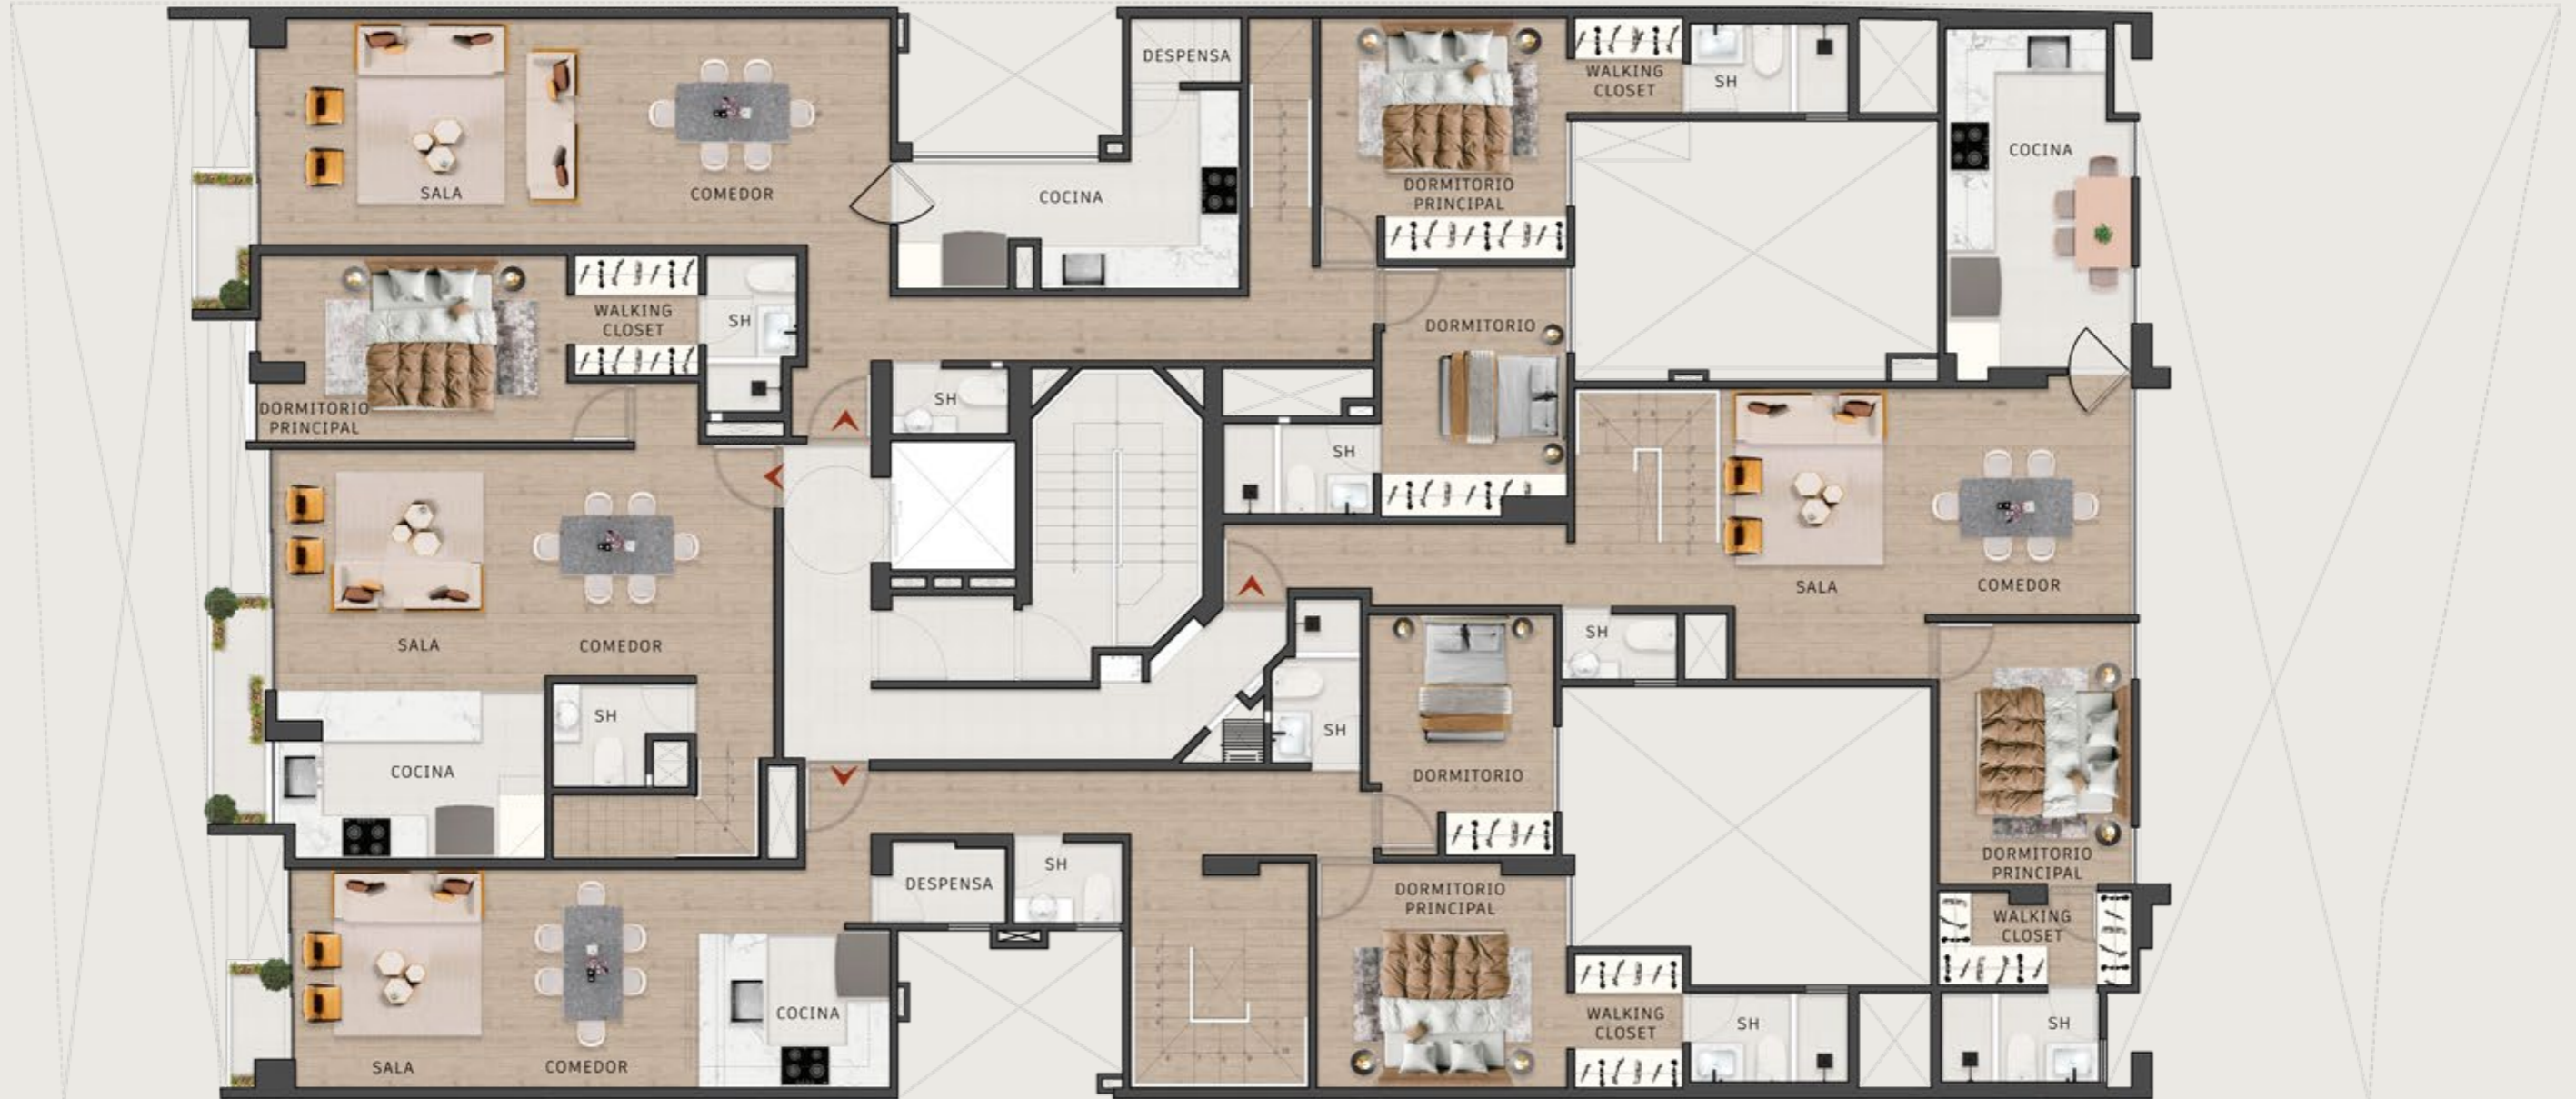 DESPENSA
WALKING
CLOSET
SH
COCINA
SALA
COMEDOR
COCINA
DORMITORIO
PRINCIPAL
WALKING
CLOSET
SH
DORMITORIO
DORMITORIO
PRINCIPAL
SH
SH
SALA
COMEDOR
SH
SALA
COMEDOR
SH
SH
COCINA
SH
DORMITORIO
DORMITORIO
PRINCIPAL
DESPENSA
SH
DORMITORIO
PRINCIPAL
WALKING
CLOSET
COCINA
WALKING
CLOSET
SH
SH
SALA
COMEDOR